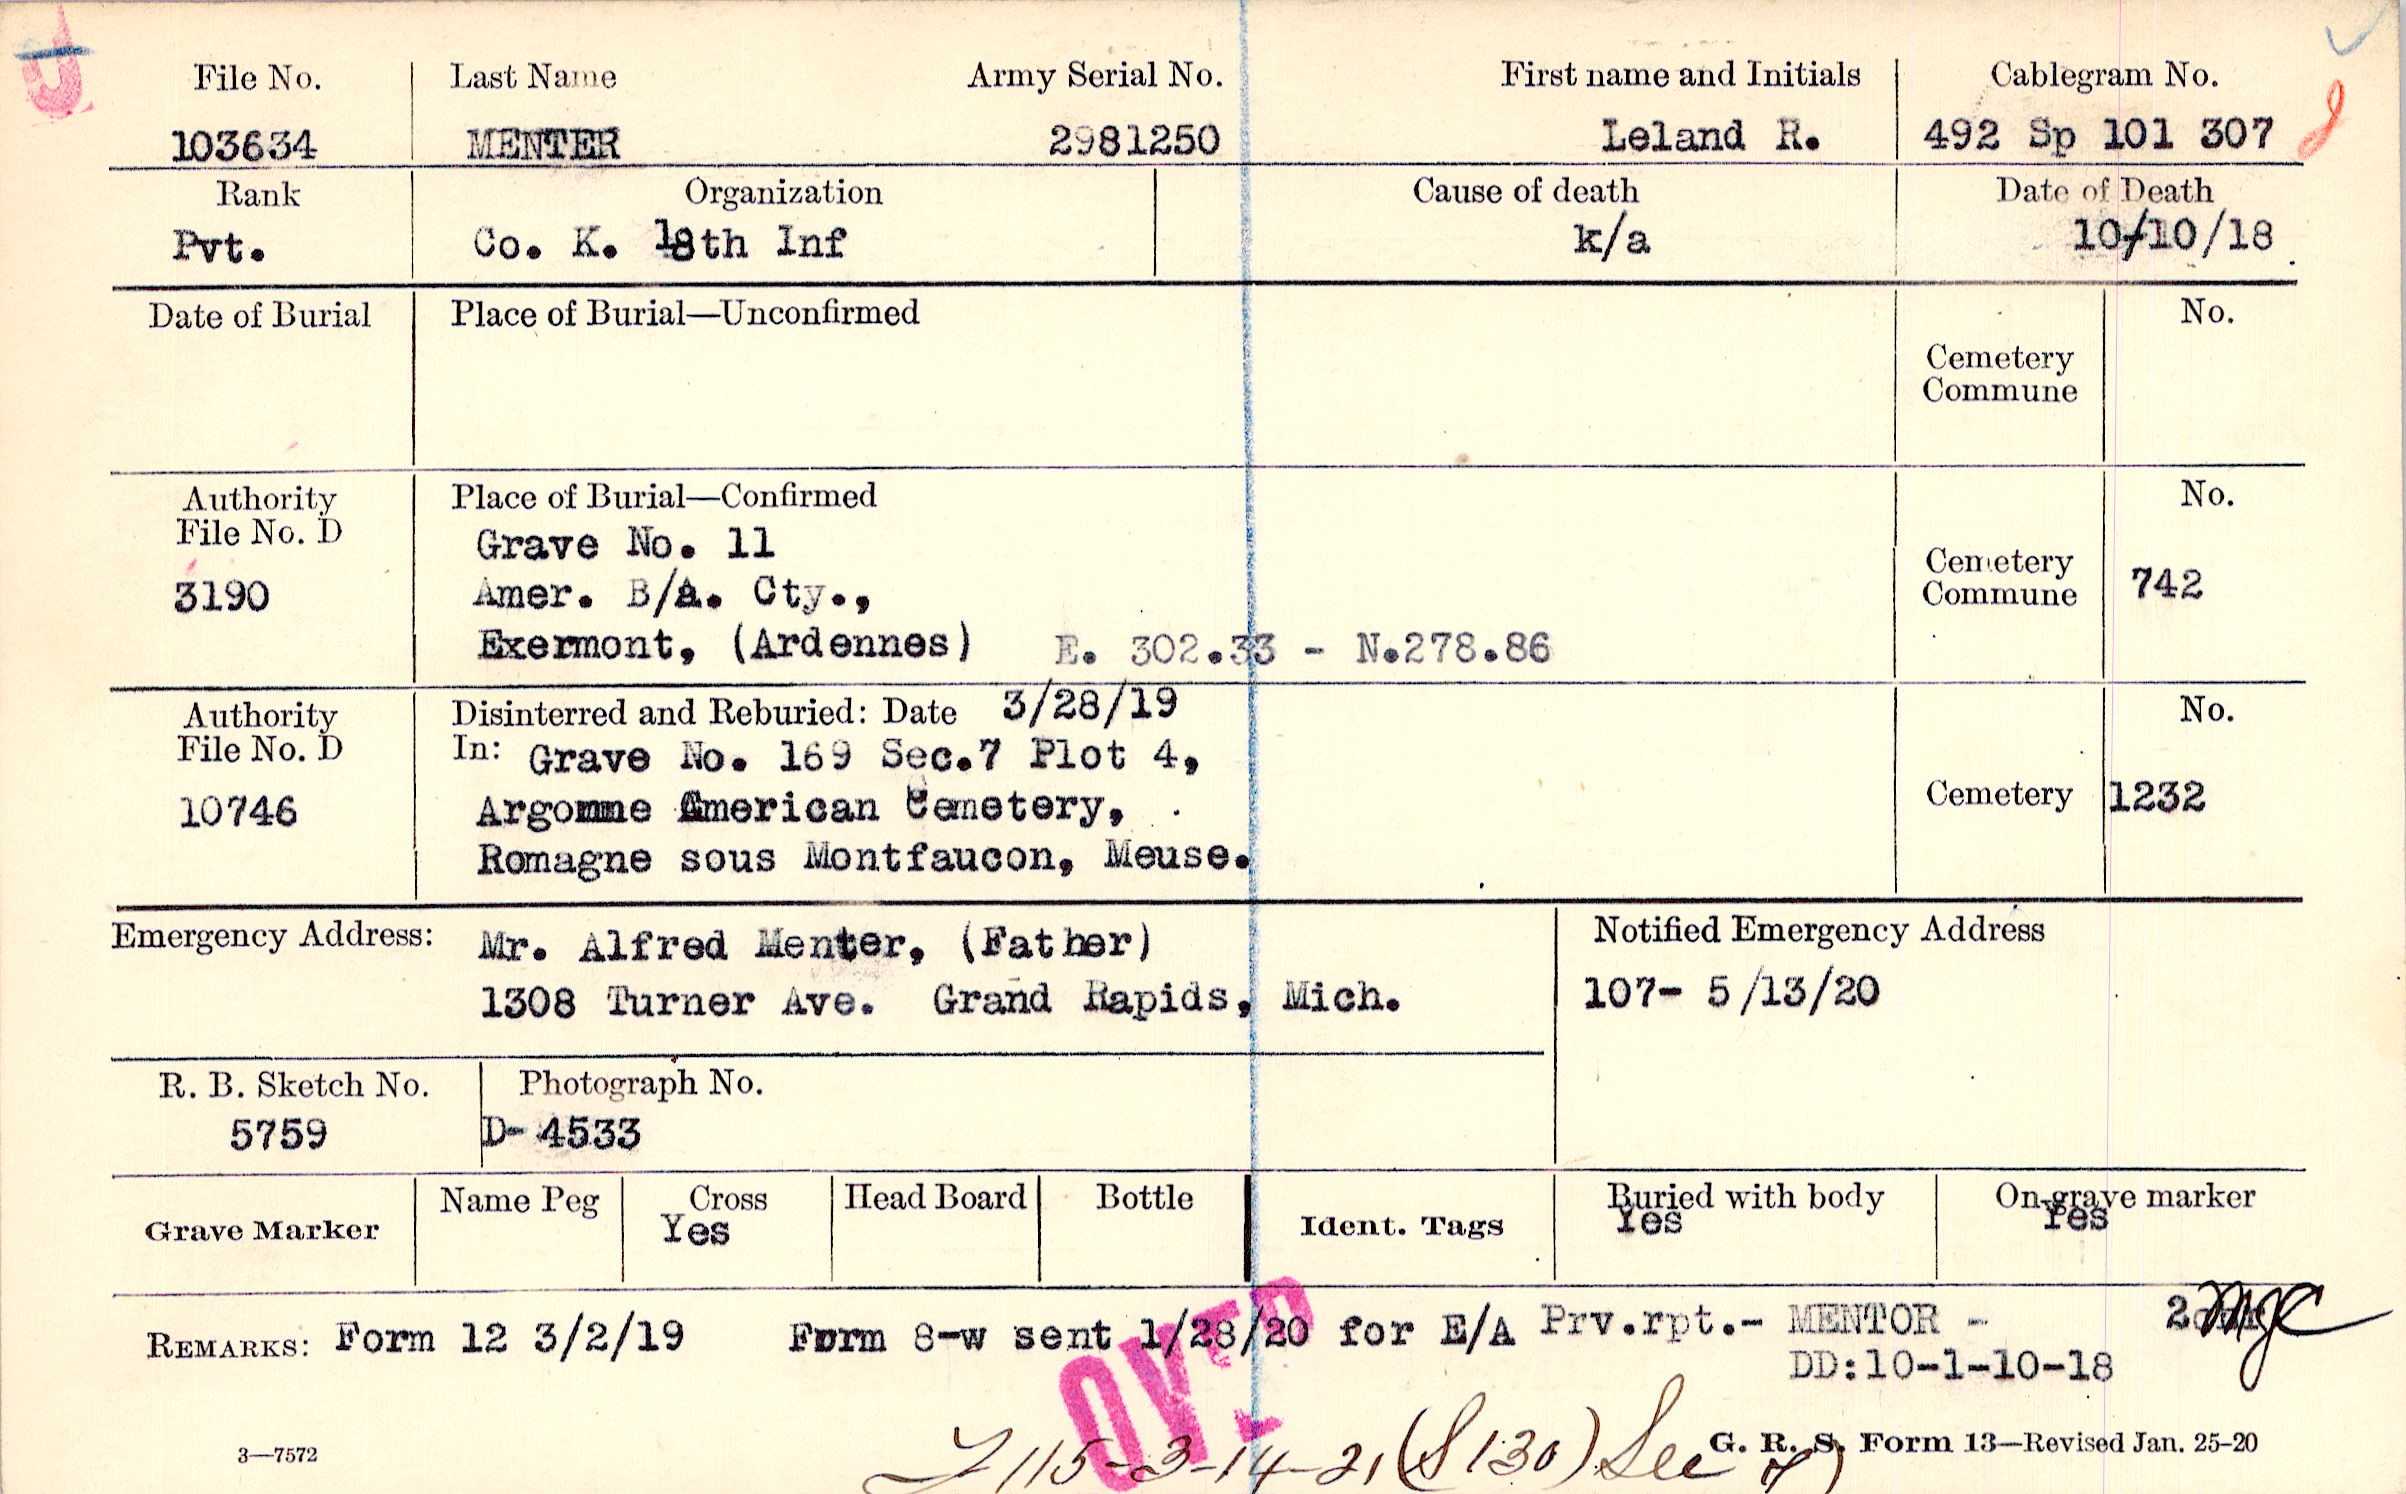 File No. Last Name Army Serial No. First name and Initials Cablegram No.
103634 MENTER 2981250 Leland R. 492 Sp 101 307
Rank Organization Cause of death Date of Death
Pvt. Co. K. 18th Inf k/a 10/10/18
Date of Burial Place of Burial—Unconfirmed No.
Cemetery
Commune
Authority Place of Burial—Confirmed No.
File No. D Grave No. 11
3190 Amer. B/A. Cty., Cemetery
Commune 742
Exermont, (Ardennes) E. 302.33 - N.278.86
Authority Disinterred and Reburied: Date 3/28/19 No.
File No. D In: Grave No. 169 Sec.7 Plot 4,
10746 Argonne American Cemetery, Cemetery 1232
Romagne sous Montfaucon, Meuse.
Emergency Address: Mr. Alfred Menter, (Father) Notified Emergency Address
1308 Turner Ave. Grand Rapids, Mich. 107- 5/13/20
R. B. Sketch No. Photograph No.
5759 D- 4533
Grave Marker Name Peg Cross Head Board Bottle Ident. Tags Buried with body On grave marker
Yes Yes Yes
REMARKS: Form 12 3/2/19 Form 8-w sent 1/28/20 for E/A Prv.rpt.- MENTOR -
DD:10-1-10-18
OVER
115-3-14-21 (S130) See
3—7572 G. R. S. Form 13—Revised Jan. 25-20